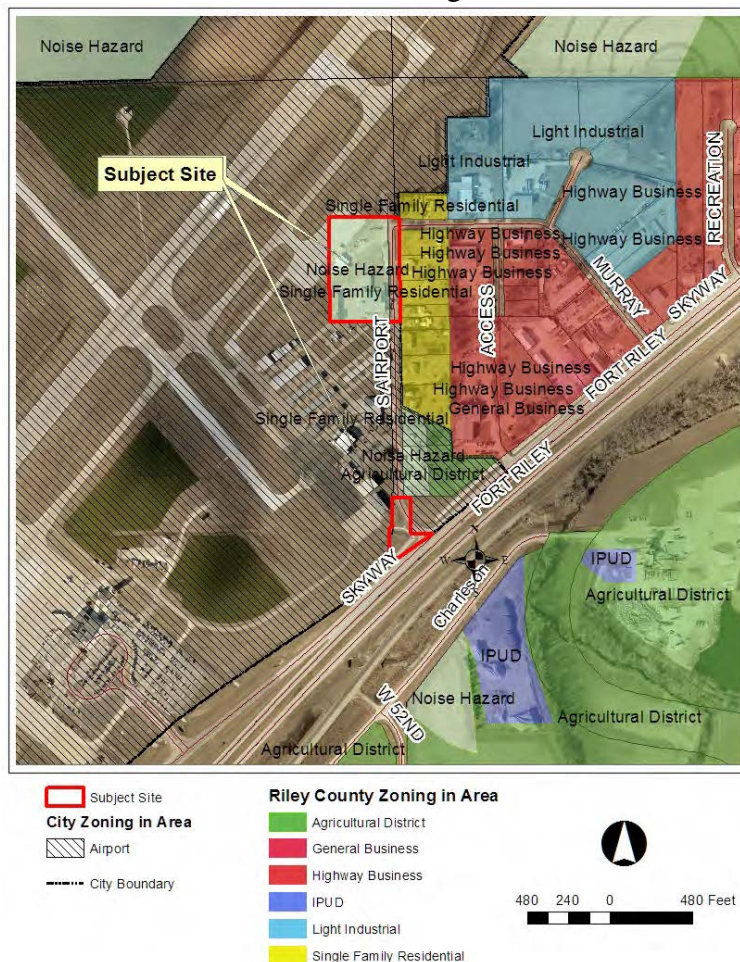 Noise Hazard
Noise Hazard
Light Industrial
Light Industrial
Subject Site
Single Family Residential
Highway Business
RECREATION
Highway Business
Highway Business
Highway Business
Noise Hazard
Highway Business
Single Family Residential
MURRAY
SKYWAY
ACCESS
S AIRPORT
FORT RILEY
Highway Business
Highway Business
Single Family Residential
General Business
Noise Hazard
Agricultural District
FORT RILEY
SKYWAY
N
W
E
S
Charleson
IPUD
Agricultural District
IPUD
Noise Hazard
W 52ND
Agricultural District
Agricultural District
Subject Site
City Zoning in Area
Airport
City Boundary
Riley County Zoning in Area
Agricultural District
General Business
Highway Business
IPUD
Light Industrial
Single Family Residential
480 240 0 480 Feet